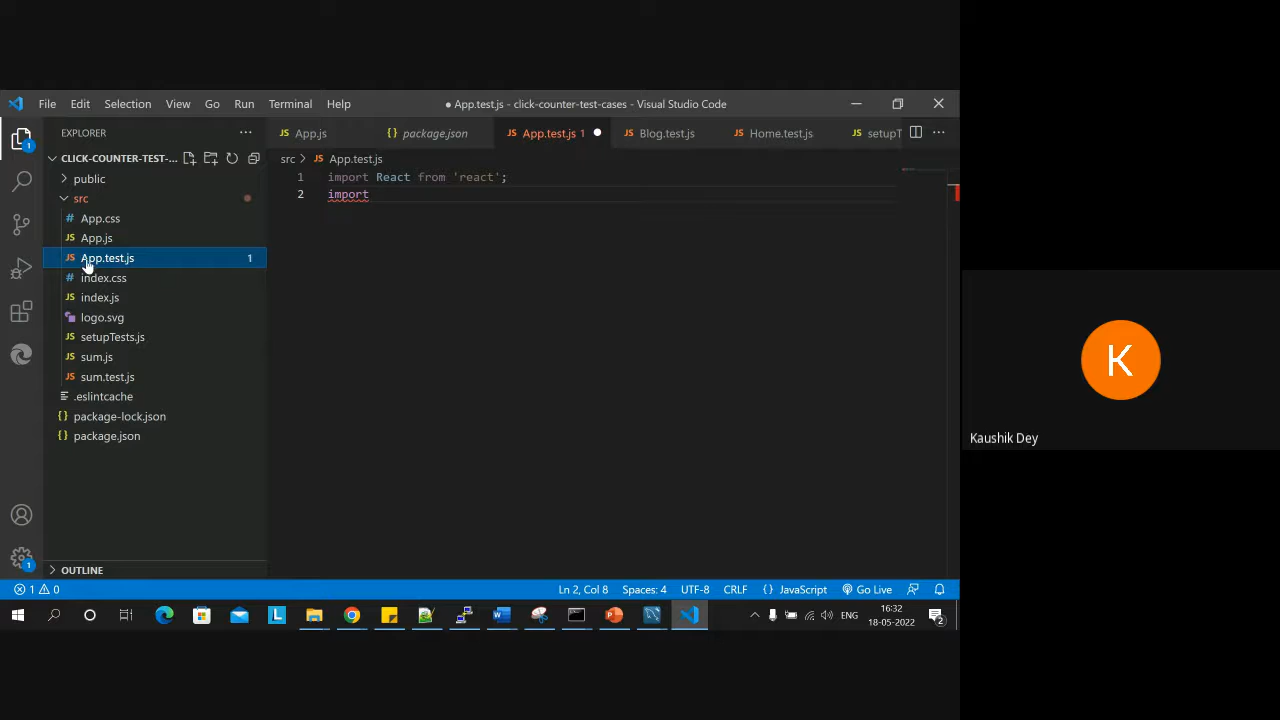 File Edit Selection View Go Run Terminal Help
● App.test.js - click-counter-test-cases - Visual Studio Code
EXPLORER
JS App.js
{} package.json
JS App.test.js 1
JS Blog.test.js
JS Home.test.js
JS setupT
CLICK-COUNTER-TEST-...
src > JS App.test.js
public
src
# App.css
JS App.js
JS App.test.js 1
# index.css
JS index.js
logo.svg
JS setupTests.js
JS sum.js
JS sum.test.js
.eslintcache
{} package-lock.json
{} package.json
OUTLINE
1 import React from 'react';
2 import
1
1
K
Kaushik Dey
1 0
Ln 2, Col 8 Spaces: 4 UTF-8 CRLF {} JavaScript Go Live
L
W
P
ENG
16:32
18-05-2022
2